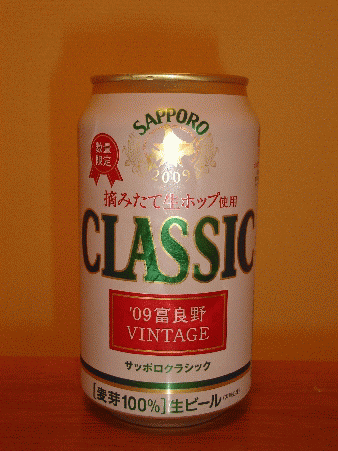 SAPPORO
数量
限定
2009
摘みたて生ホップ使用
CLASSIC
'09富良野
VINTAGE
サッポロクラシック
[麦芽100%]生ビール